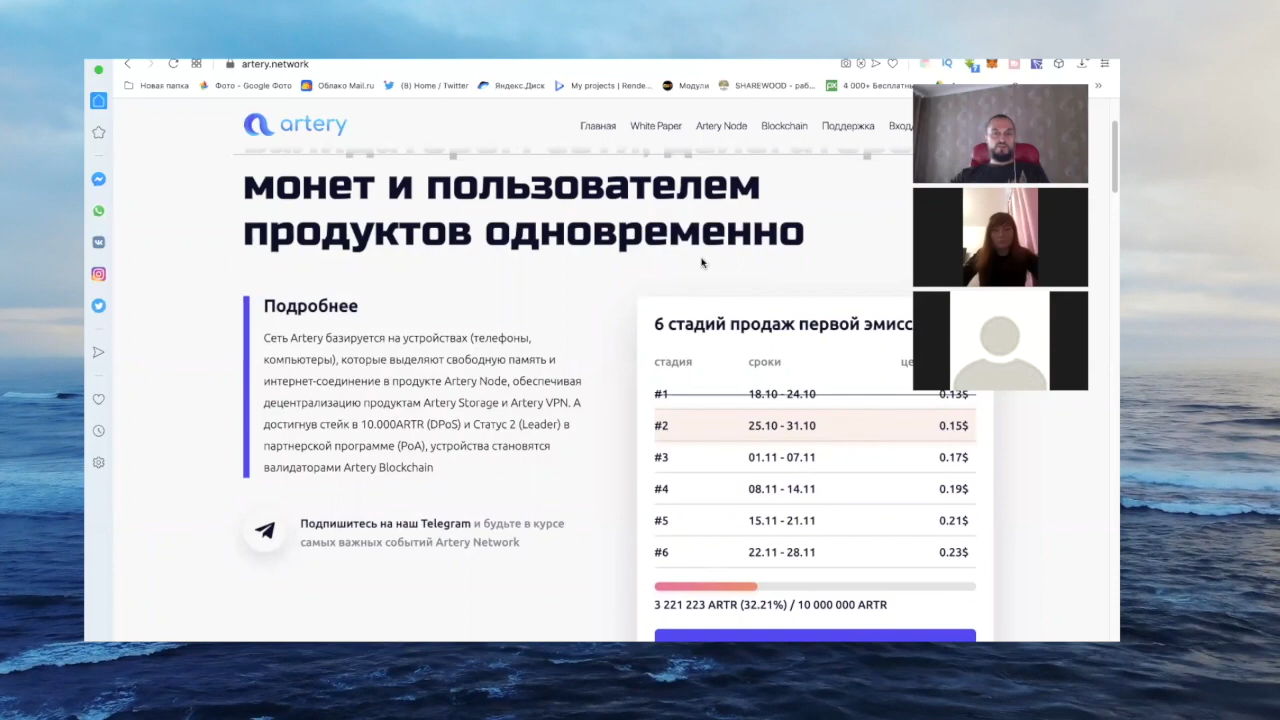 artery.network
Новая папка
Фото - Google Фото
Облако Mail.ru
(8) Home / Twitter
Яндекс.Диск
My projects | Rende...
Модули
SHAREWOOD - раб...
4 000+ Бесплатны
artery
Главная
White Paper
Artery Node
Blockchain
Поддержка
Вход
монет и пользователем
продуктов одновременно
Подробнее
Сеть Artery базируется на устройствах (телефоны,
компьютеры), которые выделяют свободную память и
интернет-соединение в продукте Artery Node, обеспечивая
децентрализацию продуктам Artery Storage и Artery VPN. А
достигнув стейк в 10.000ARTR (DPoS) и Статус 2 (Leader) в
партнерской программе (PoA), устройства становятся
валидаторами Artery Blockchain
Подпишитесь на наш Telegram и будьте в курсе
самых важных событий Artery Network
6 стадий продаж первой эмисс
стадия сроки це
#1 18.10 - 24.10 0.13$
#2 25.10 - 31.10 0.15$
#3 01.11 - 07.11 0.17$
#4 08.11 - 14.11 0.19$
#5 15.11 - 21.11 0.21$
#6 22.11 - 28.11 0.23$
3 221 223 ARTR (32.21%) / 10 000 000 ARTR